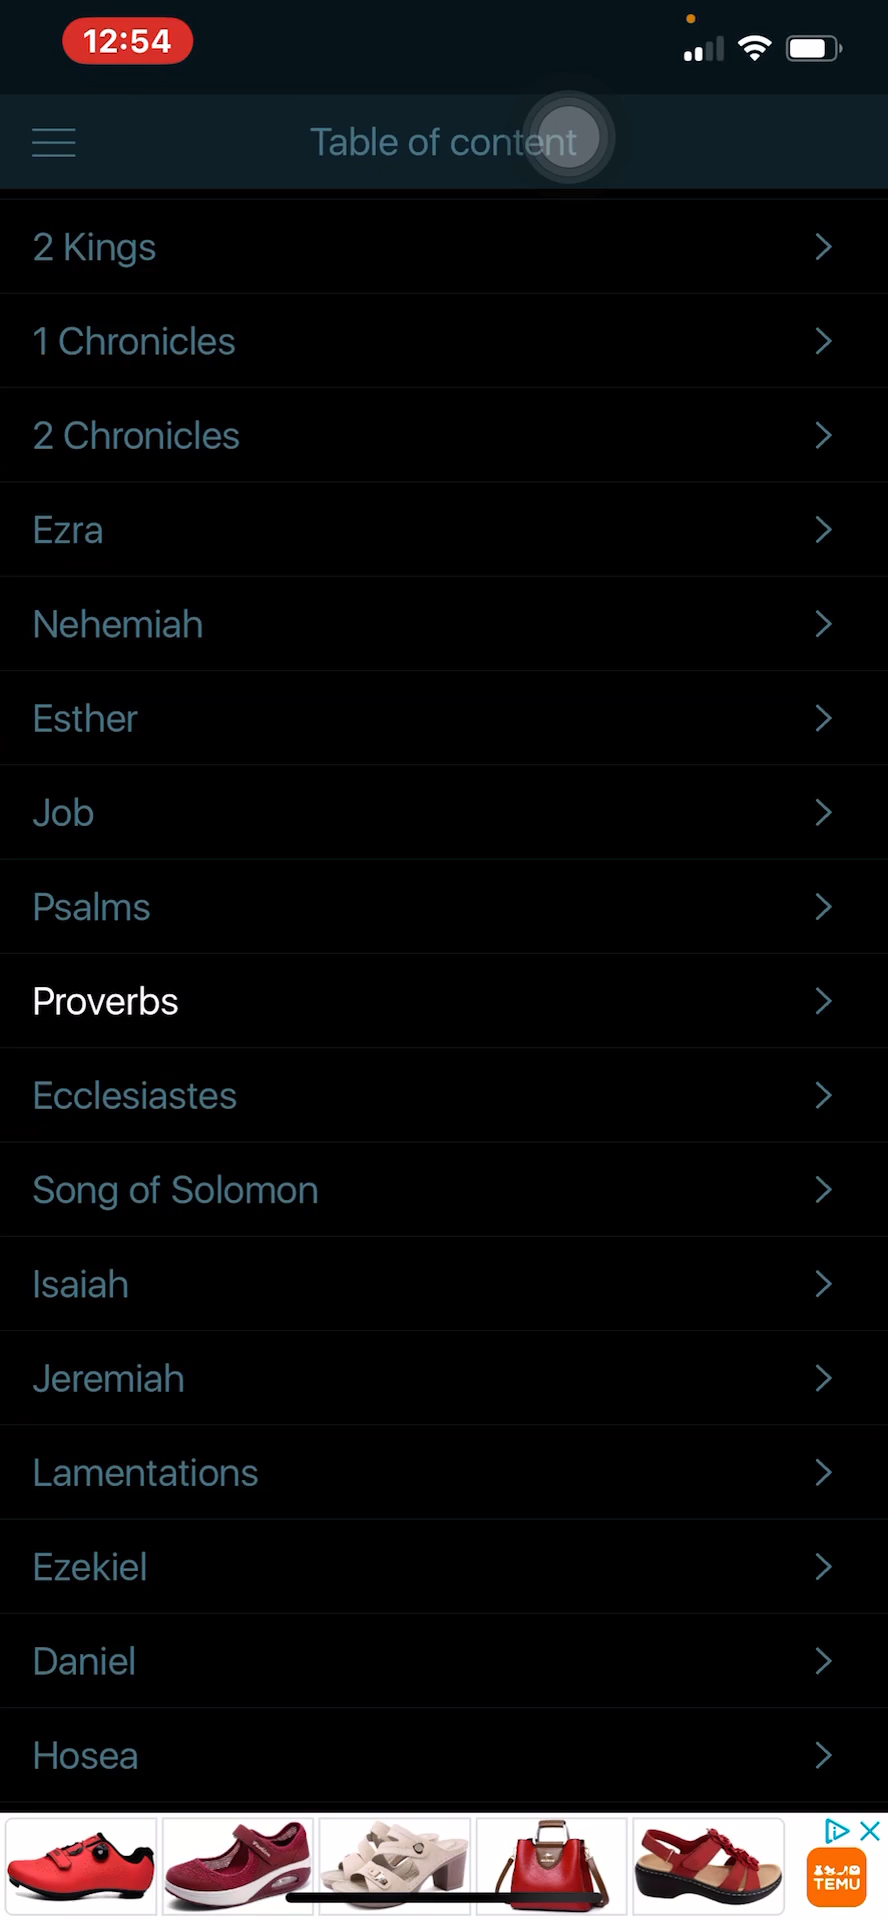 12:54
Table of content
2 Kings
1 Chronicles
2 Chronicles
Ezra
Nehemiah
Esther
Job
Psalms
Proverbs
Ecclesiastes
Song of Solomon
Isaiah
Jeremiah
Lamentations
Ezekiel
Daniel
Hosea
TEMU